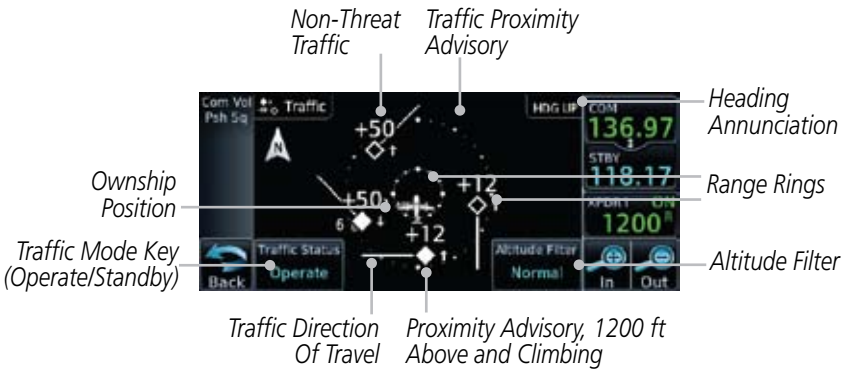 Non-Threat
Traffic
Traffic Proximity
Advisory
Com Vol
Psh Sq
Traffic
HDG UP
COM
136.97
Heading
Annunciation
N
+50
STBY
118.17
Ownship
Position
+50
+12
Range Rings
6
XPDR1 ON
1200 R
+12
Traffic Mode Key
(Operate/Standby)
Back
Traffic Status
Operate
Altitude Filter
Normal
In
Out
Altitude Filter
Traffic Direction
Of Travel
Proximity Advisory, 1200 ft
Above and Climbing